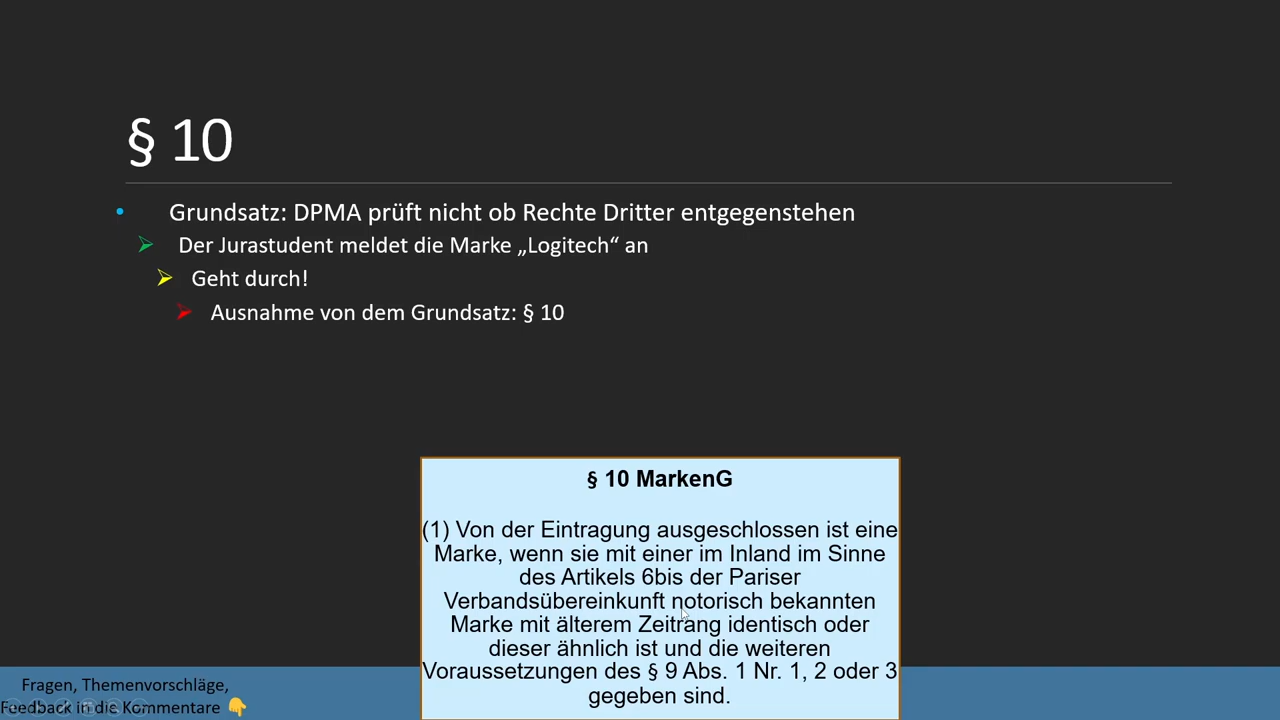 § 10
Grundsatz: DPMA prüft nicht ob Rechte Dritter entgegenstehen
Der Jurastudent meldet die Marke „Logitech“ an
Geht durch!
Ausnahme von dem Grundsatz: § 10
§ 10 MarkenG
(1) Von der Eintragung ausgeschlossen ist eine
Marke, wenn sie mit einer im Inland im Sinne
des Artikels 6bis der Pariser
Verbandsübereinkunft notorisch bekannten
Marke mit älterem Zeitrang identisch oder
dieser ähnlich ist und die weiteren
Voraussetzungen des § 9 Abs. 1 Nr. 1, 2 oder 3
gegeben sind.
Fragen, Themenvorschläge,
Feedback in die Kommentare 👇